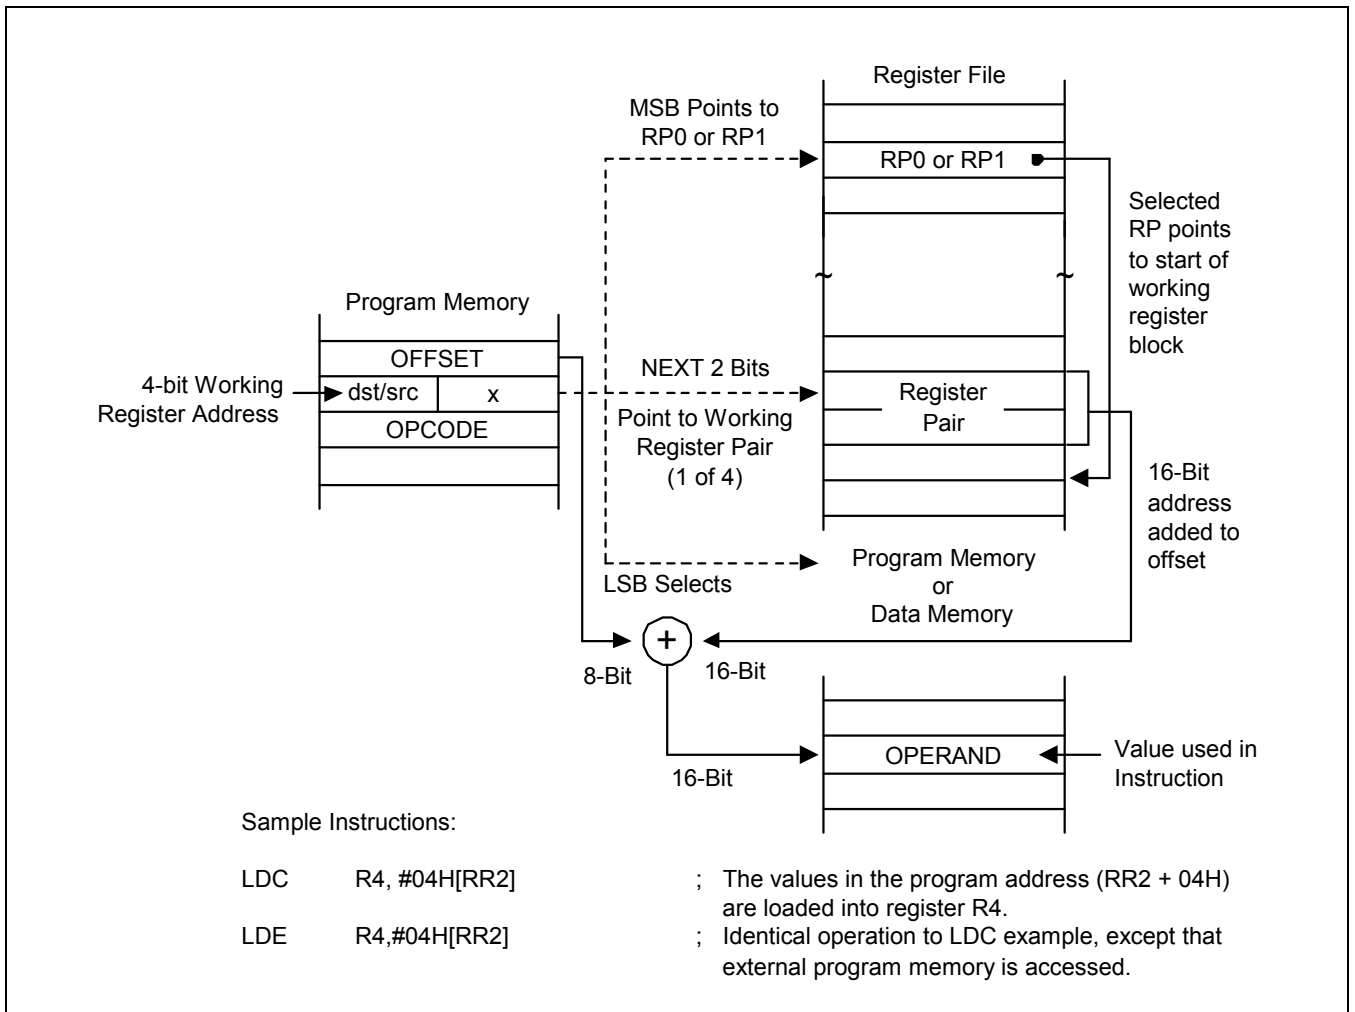 Register File
MSB Points to
RP0 or RP1
RP0 or RP1
Selected
RP points
to start of
working
register
block
Program Memory
OFFSET
4-bit Working
Register Address
dst/src
x
OPCODE
NEXT 2 Bits
Point to Working
Register Pair
(1 of 4)
Register
Pair
16-Bit
address
added to
offset
LSB Selects
Program Memory
or
Data Memory
+
8-Bit
16-Bit
16-Bit
OPERAND
Value used in
Instruction
Sample Instructions:
LDC R4, #04H[RR2] ; The values in the program address (RR2 + 04H)
are loaded into register R4.
LDE R4,#04H[RR2] ; Identical operation to LDC example, except that
external program memory is accessed.